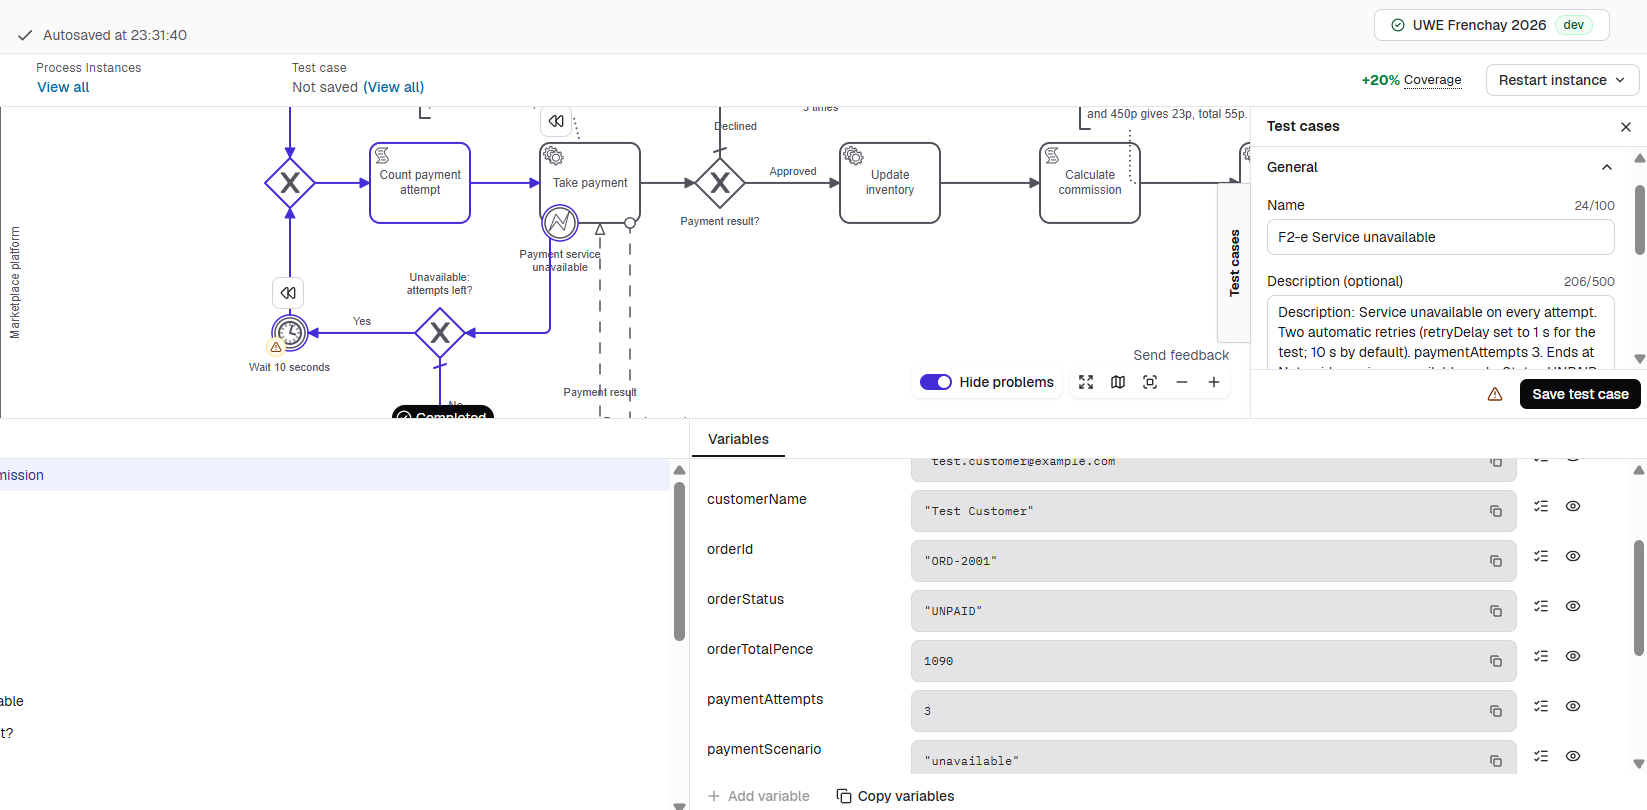 Autosaved at 23:31:40
UWE Frenchay 2026 dev
Process Instances
View all
Test case
Not saved (View all)
+20% Coverage
Restart instance
Marketplace platform
Count payment
attempt
Take payment
Payment service
unavailable
Declined
Approved
Payment result?
Update
inventory
Calculate
commission
and 450p gives 23p, total 55p.
Unavailable:
attempts left?
Yes
No
Wait 10 seconds
Completed
Payment result
Send feedback
Hide problems
Test cases
Test cases
General
Name 24/100
F2-e Service unavailable
Description (optional) 206/500
Description: Service unavailable on every attempt.
Two automatic retries (retryDelay set to 1 s for the
test; 10 s by default). paymentAttempts 3. Ends at
Save test case
mission
able
t?
Variables
test.customer@example.com
customerName
"Test Customer"
orderId
"ORD-2001"
orderStatus
"UNPAID"
orderTotalPence
1090
paymentAttempts
3
paymentScenario
"unavailable"
Add variable
Copy variables